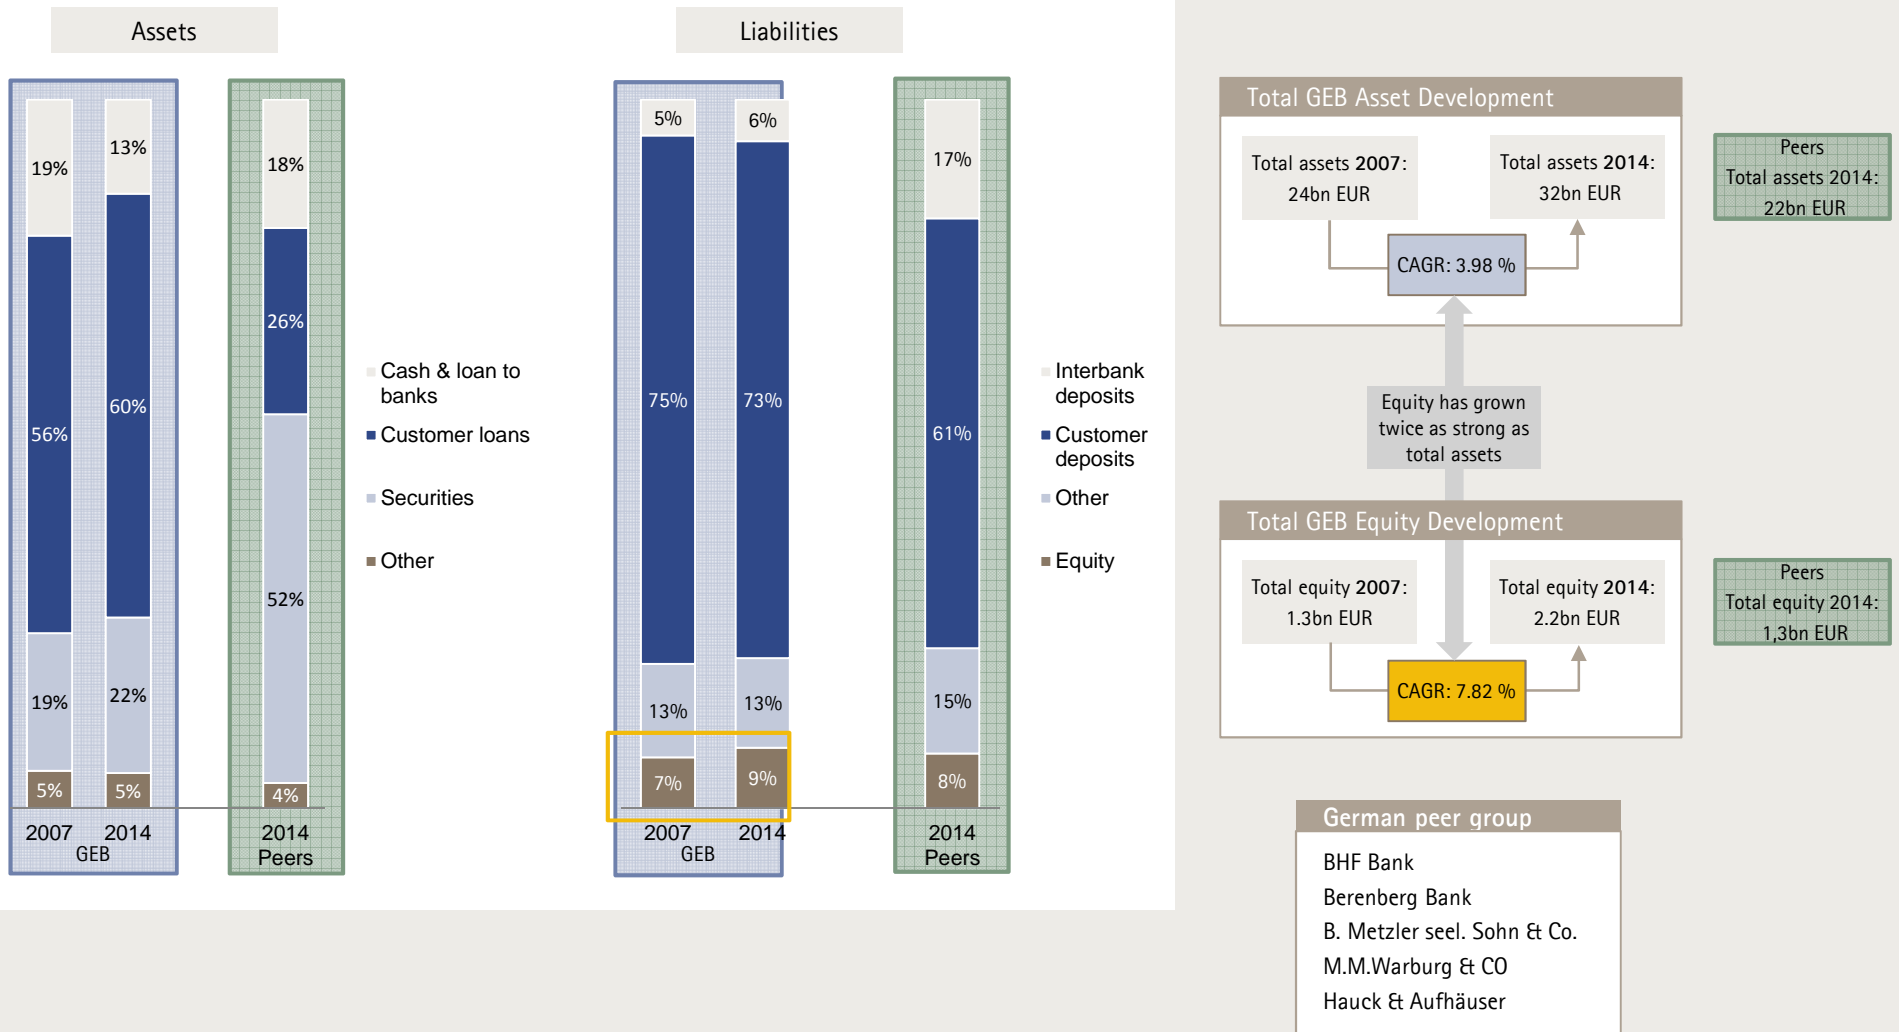 Assets
19%
56%
19%
5%
13%
60%
22%
5%
18%
26%
52%
4%
2007
2014
GEB
2014
Peers
Cash & loan to
banks
Customer loans
Securities
Other
Liabilities
5%
75%
13%
7%
6%
73%
13%
9%
17%
61%
15%
8%
2007
2014
GEB
2014
Peers
Interbank
deposits
Customer
deposits
Other
Equity
Total GEB Asset Development
Total assets 2007:
24bn EUR
Total assets 2014:
32bn EUR
CAGR: 3.98 %
Peers
Total assets 2014:
22bn EUR
Equity has grown
twice as strong as
total assets
Total GEB Equity Development
Total equity 2007:
1.3bn EUR
Total equity 2014:
2.2bn EUR
CAGR: 7.82 %
Peers
Total equity 2014:
1,3bn EUR
German peer group
BHF Bank
Berenberg Bank
B. Metzler seel. Sohn & Co.
M.M.Warburg & CO
Hauck & Aufhäuser